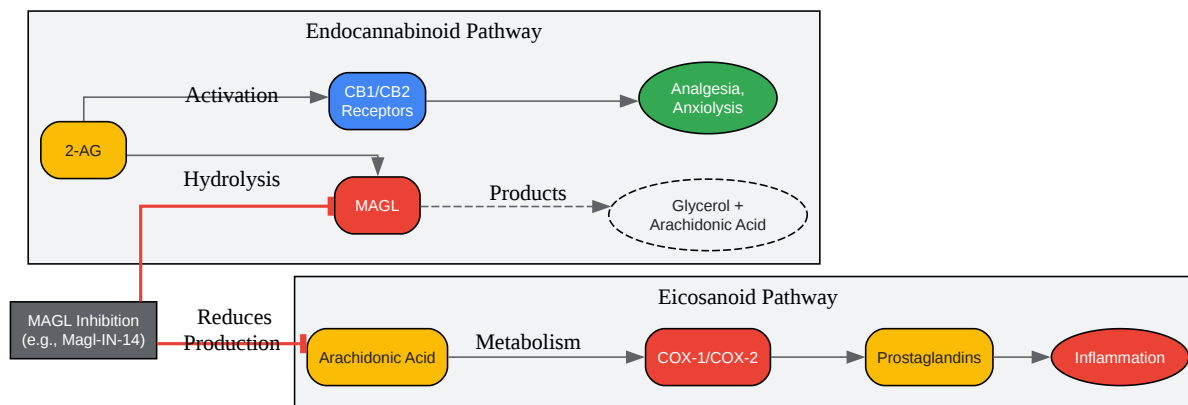 Endocannabinoid Pathway
Activation
CB1/CB2
Receptors
Analgesia,
Anxiolysis
2-AG
Hydrolysis
MAGL
Products
Glycerol +
Arachidonic Acid
Eicosanoid Pathway
MAGL Inhibition
(e.g., Magl-IN-14)
Reduces
Production
Arachidonic Acid
Metabolism
COX-1/COX-2
Prostaglandins
Inflammation